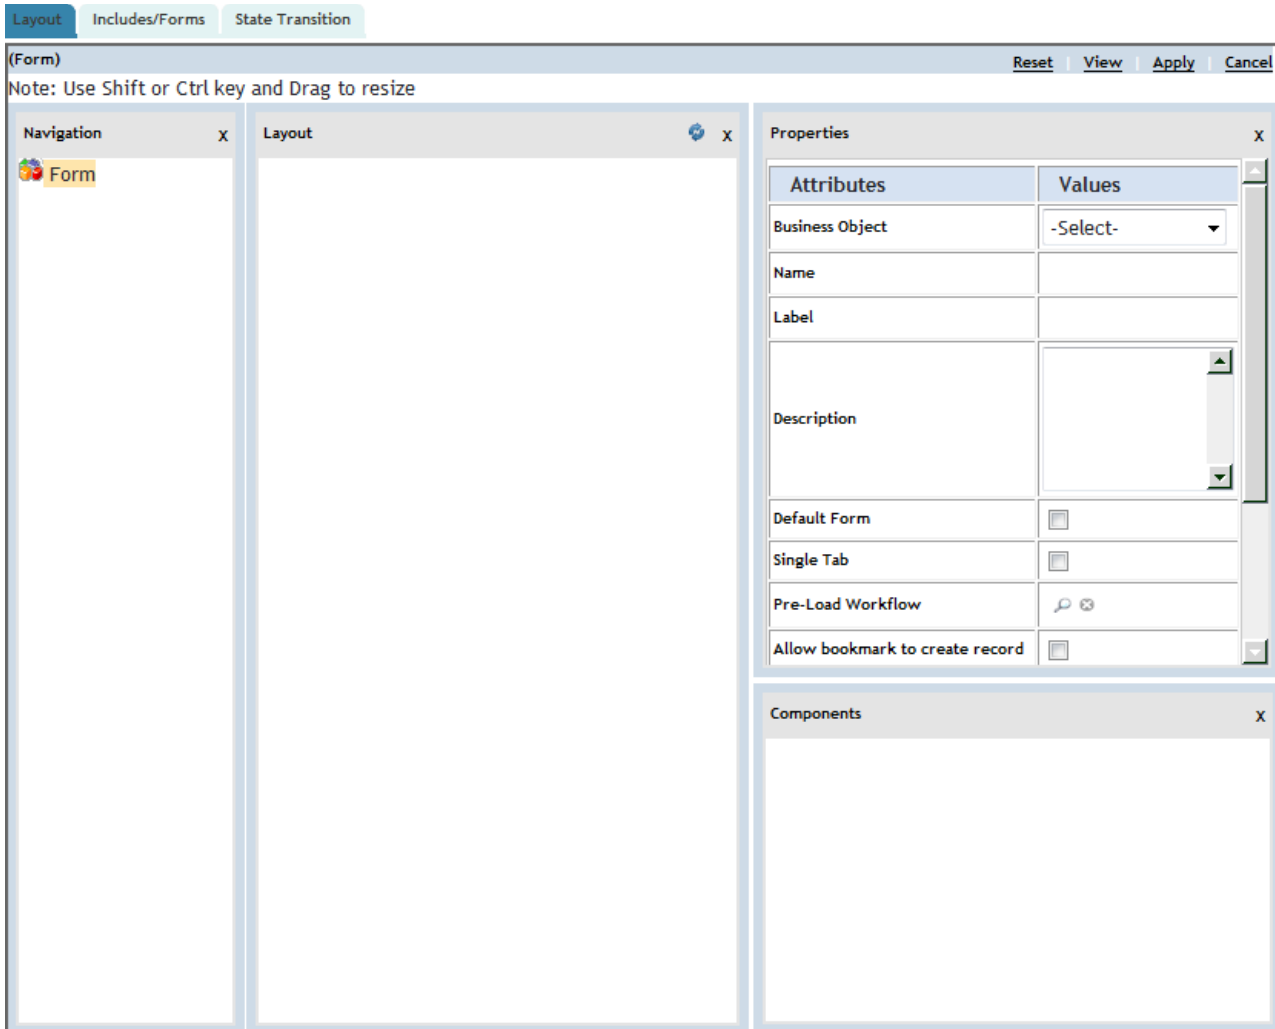 Layout Includes/Forms State Transition
(Form) Reset View Apply Cancel
Note: Use Shift or Ctrl key and Drag to resize
Navigation x Layout x Properties x
Form
Attributes Values
Business Object -Select-
Name
Label
Description
Default Form
Single Tab
Pre-Load Workflow
Allow bookmark to create record
Components x